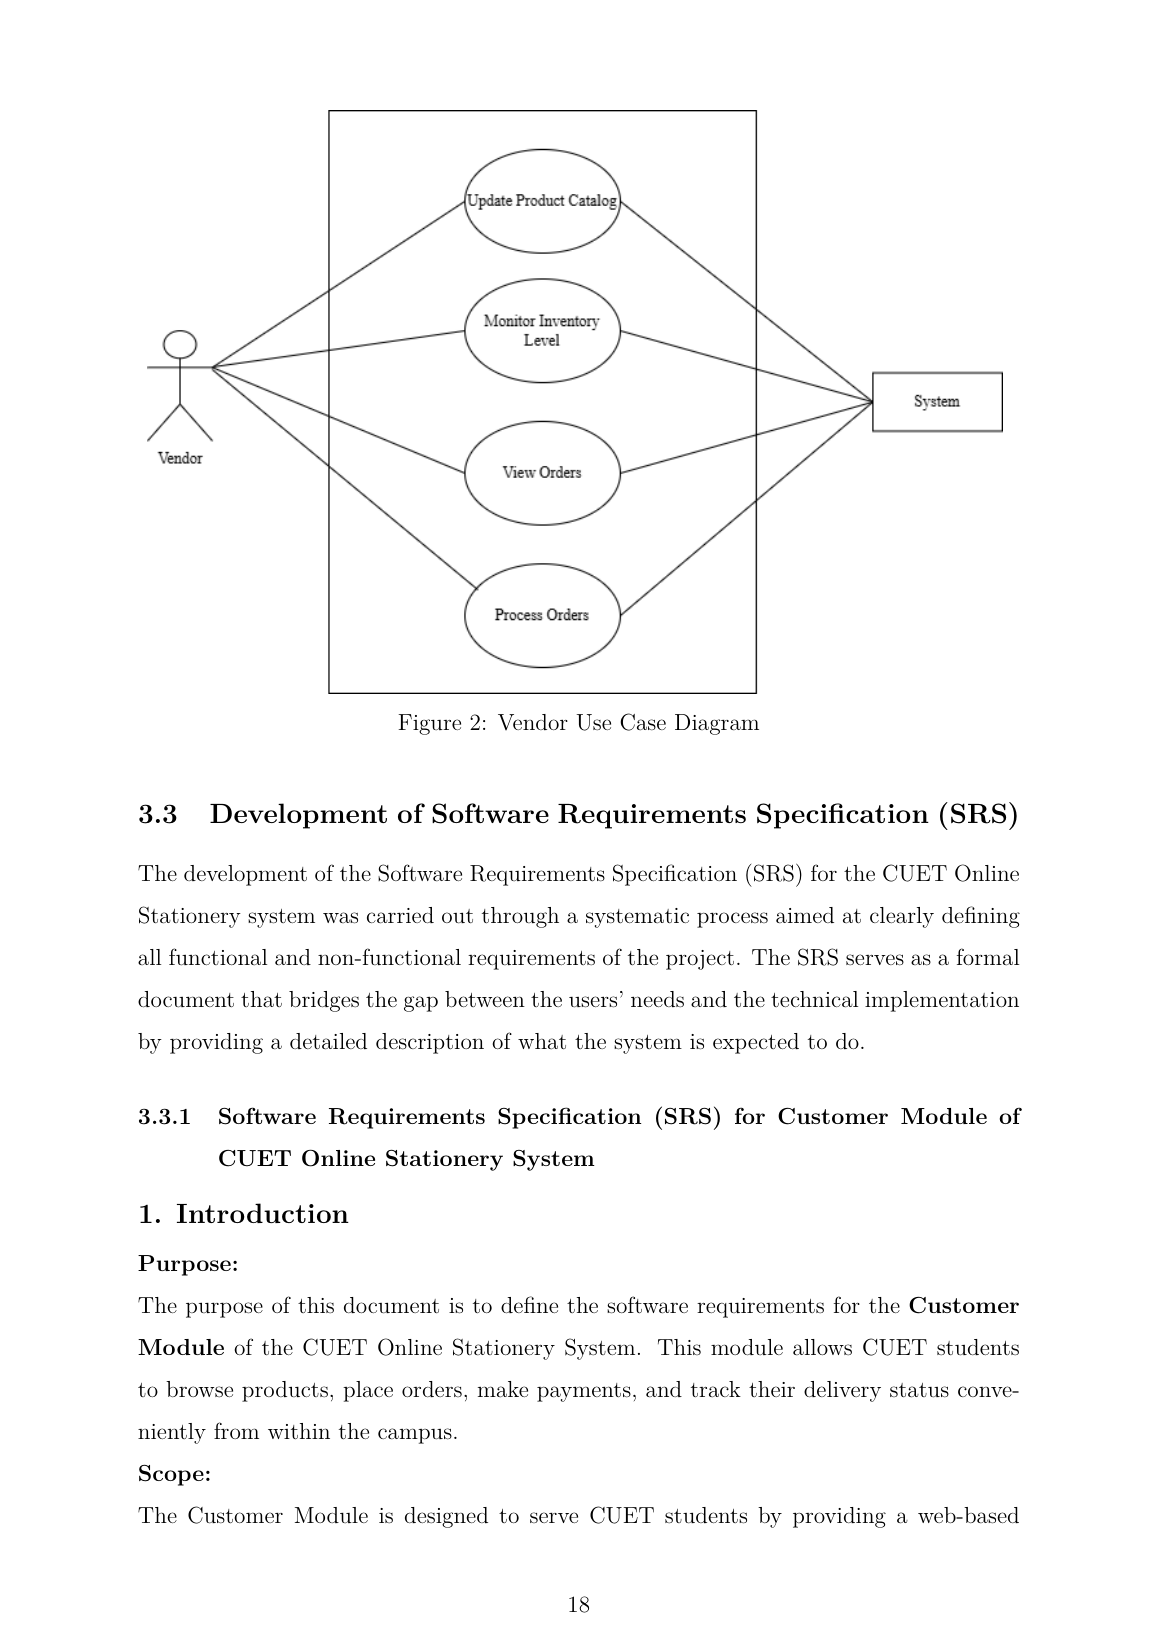 Update Product Catalog
Monitor Inventory
Level
System
Vendor
View Orders
Process Orders
Figure 2: Vendor Use Case Diagram
3.3 Development of Software Requirements Specification (SRS)
The development of the Software Requirements Specification (SRS) for the CUET Online
Stationery system was carried out through a systematic process aimed at clearly defining
all functional and non-functional requirements of the project. The SRS serves as a formal
document that bridges the gap between the users' needs and the technical implementation
by providing a detailed description of what the system is expected to do.
3.3.1 Software Requirements Specification (SRS) for Customer Module of
CUET Online Stationery System
1. Introduction
Purpose:
The purpose of this document is to define the software requirements for the Customer
Module of the CUET Online Stationery System. This module allows CUET students
to browse products, place orders, make payments, and track their delivery status conve-
niently from within the campus.
Scope:
The Customer Module is designed to serve CUET students by providing a web-based
18